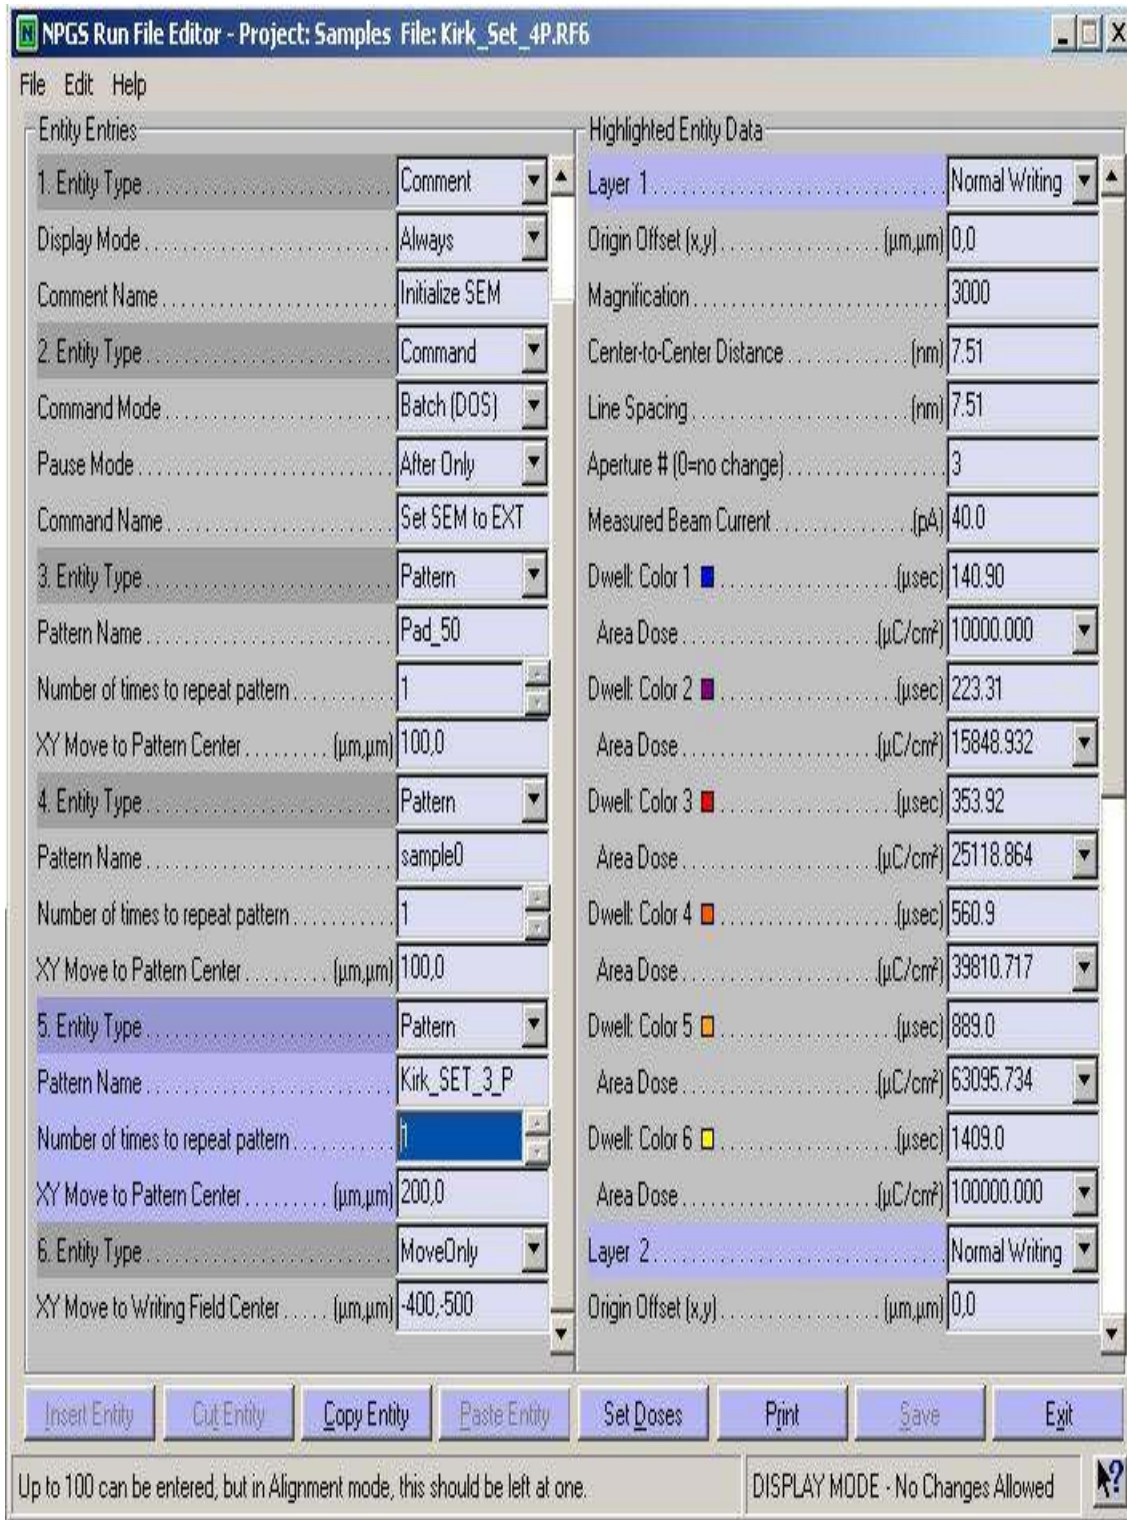 NPGS Run File Editor - Project: Samples File: Kirk_Set_4P.RF6
File Edit Help
Entity Entries
1. Entity Type Comment
Display Mode Always
Comment Name Initialize SEM
2. Entity Type Command
Command Mode Batch (DOS)
Pause Mode After Only
Command Name Set SEM to EXT
3. Entity Type Pattern
Pattern Name Pad_50
Number of times to repeat pattern 1
XY Move to Pattern Center (µm,µm) 100,0
4. Entity Type Pattern
Pattern Name sample0
Number of times to repeat pattern 1
XY Move to Pattern Center (µm,µm) 100,0
5. Entity Type Pattern
Pattern Name Kirk_SET_3_P
Number of times to repeat pattern 1
XY Move to Pattern Center (µm,µm) 200,0
6. Entity Type MoveOnly
XY Move to Writing Field Center (µm,µm) -400,-500
Highlighted Entity Data
Layer 1 Normal Writing
Origin Offset (x,y) (µm,µm) 0,0
Magnification 3000
Center-to-Center Distance (nm) 7.51
Line Spacing (nm) 7.51
Aperture # (0=no change) 3
Measured Beam Current (pA) 40.0
Dwell: Color 1 (µsec) 140.90
Area Dose (µC/cm²) 10000.000
Dwell: Color 2 (µsec) 223.31
Area Dose (µC/cm²) 15848.932
Dwell: Color 3 (µsec) 353.92
Area Dose (µC/cm²) 25118.864
Dwell: Color 4 (µsec) 560.9
Area Dose (µC/cm²) 39810.717
Dwell: Color 5 (µsec) 889.0
Area Dose (µC/cm²) 63095.734
Dwell: Color 6 (µsec) 1409.0
Area Dose (µC/cm²) 100000.000
Layer 2 Normal Writing
Origin Offset (x,y) (µm,µm) 0,0
Insert Entity Cut Entity Copy Entity Paste Entity Set Doses Print Save Exit
Up to 100 can be entered, but in Alignment mode, this should be left at one. DISPLAY MODE - No Changes Allowed